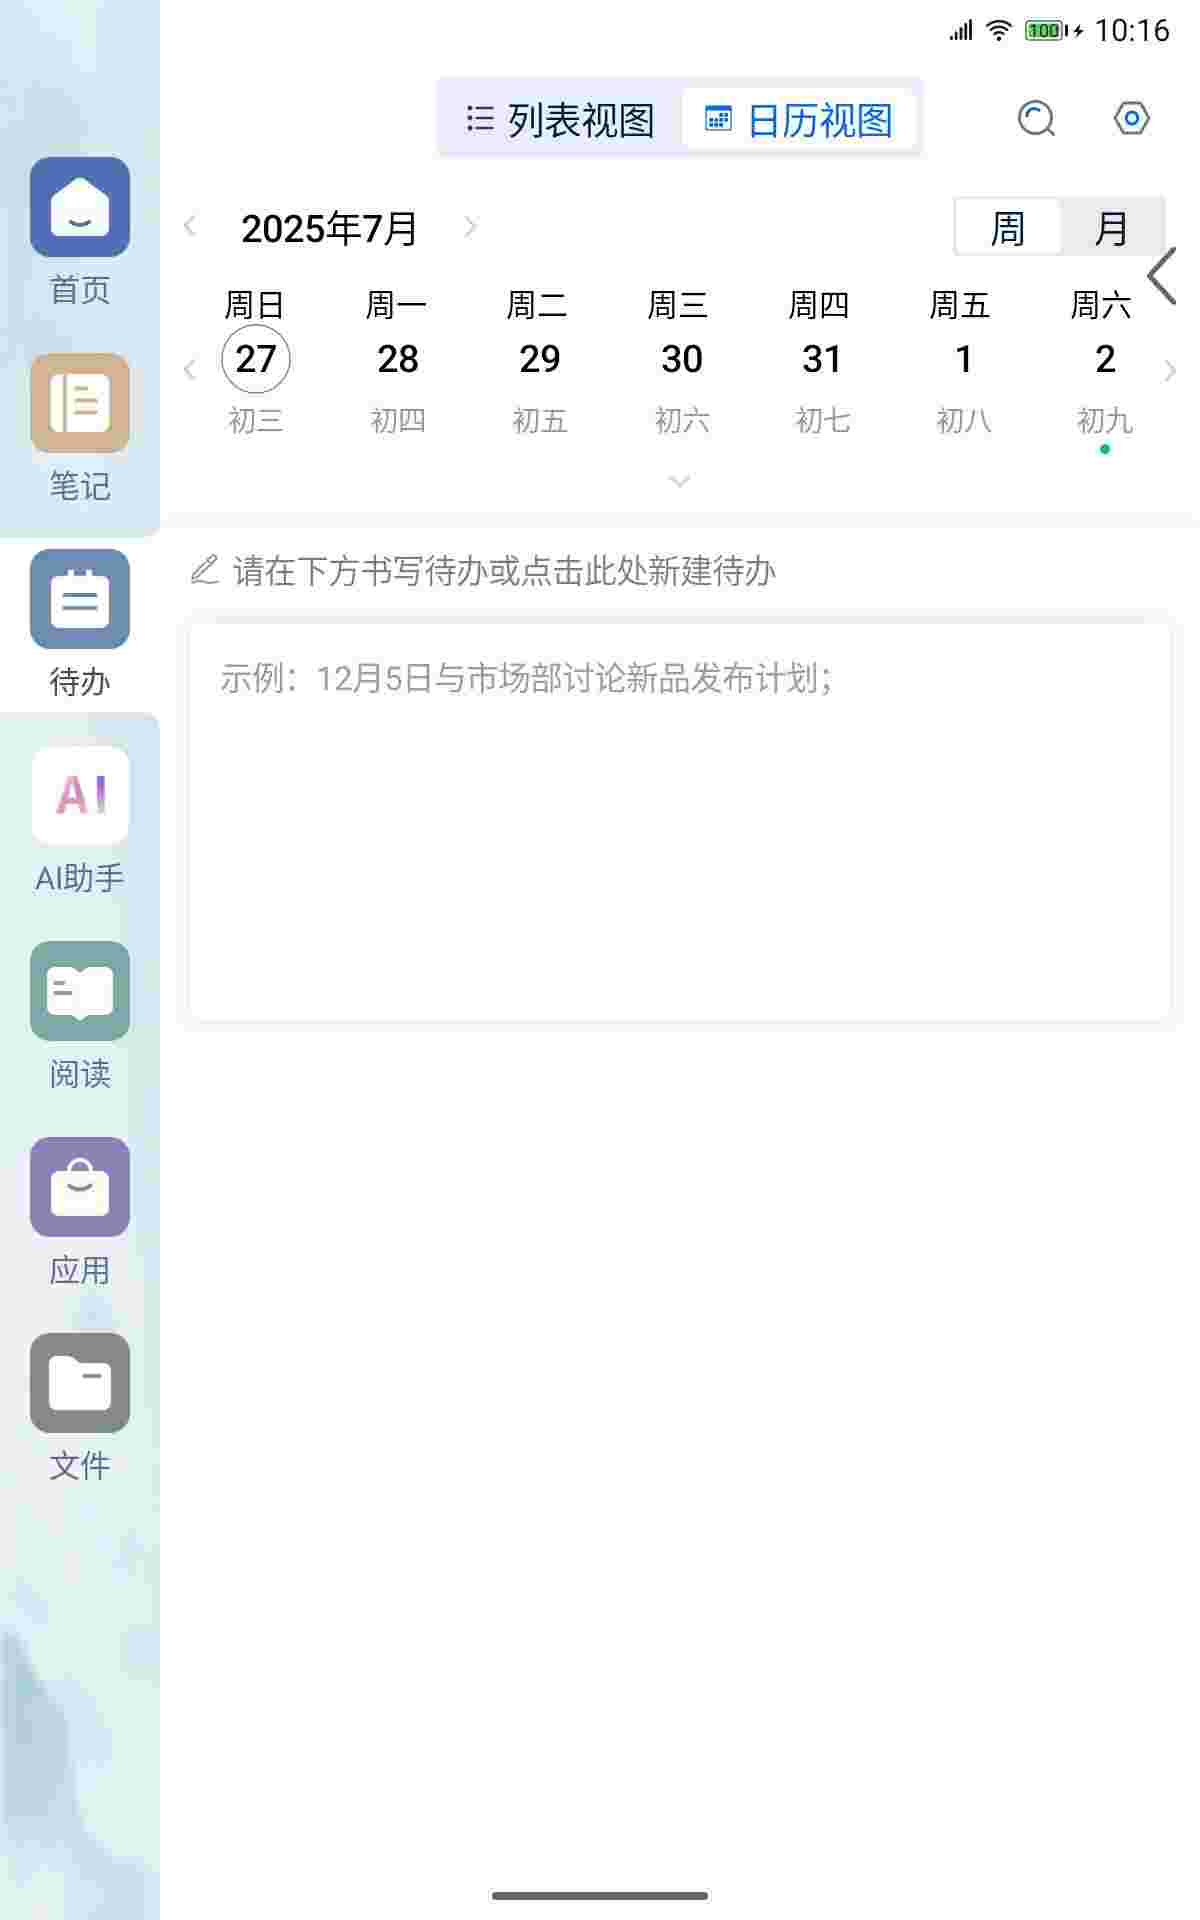 100 10:16
列表视图 日历视图
2025年7月 周 月
周日 周一 周二 周三 周四 周五 周六
27 28 29 30 31 1 2
初三 初四 初五 初六 初七 初八 初九
请在下方书写待办或点击此处新建待办
示例：12月5日与市场部讨论新品发布计划；
首页
笔记
待办
AI
AI助手
阅读
应用
文件